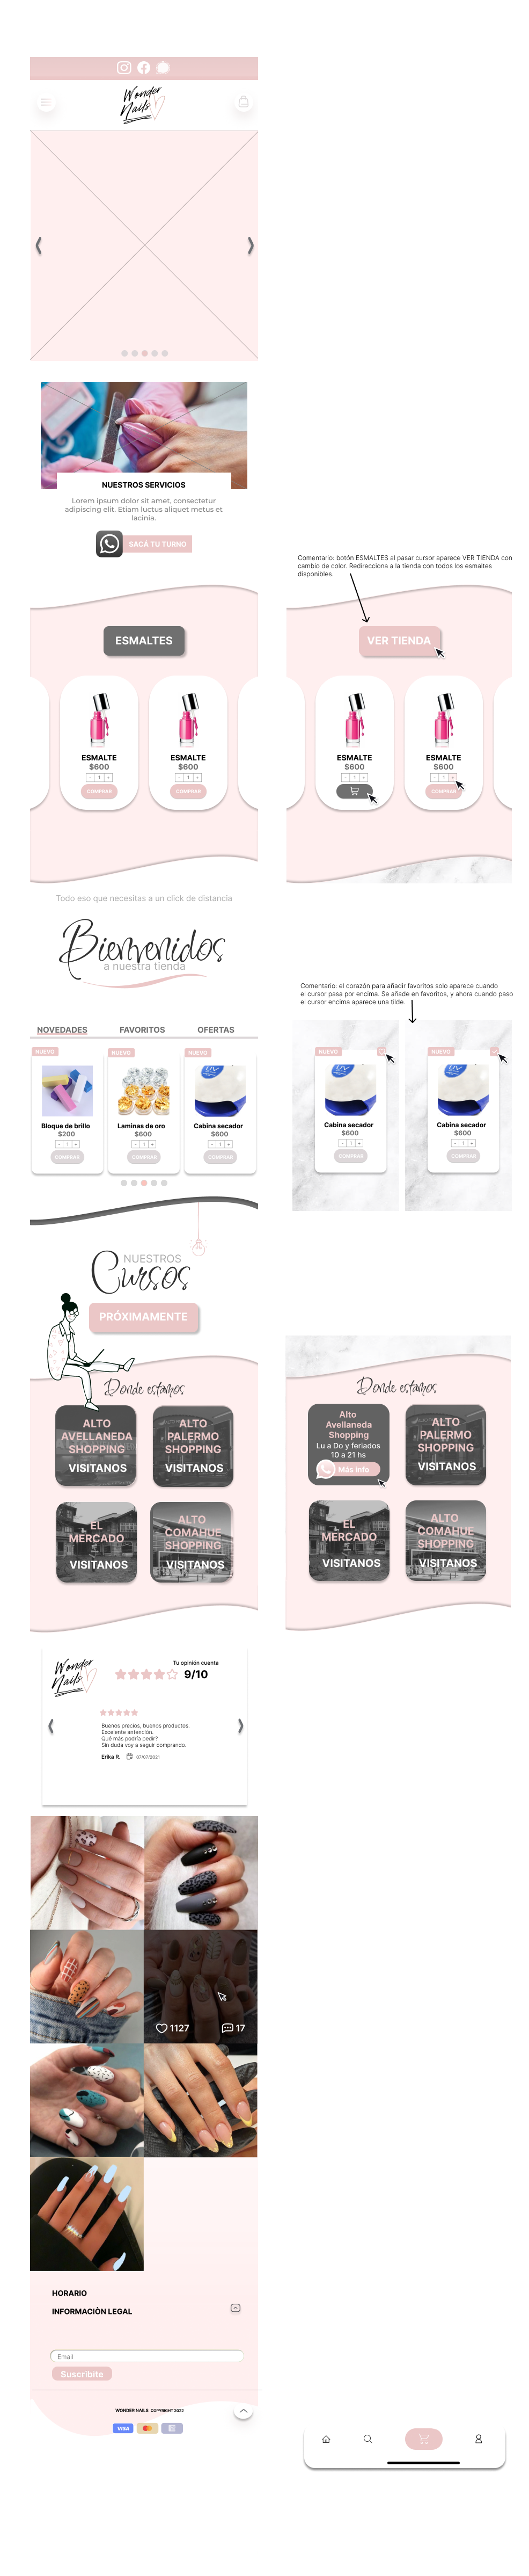 Wonder
Nails
NUESTROS SERVICIOS
Lorem ipsum dolor sit amet, consectetur
adipiscing elit. Etiam luctus aliquet metus et
lacinia.
SACÁ TU TURNO
Comentario: botón ESMALTES al pasar cursor aparece VER TIENDA con
cambio de color. Redirecciona a la tienda con todos los esmaltes
disponibles.
ESMALTES
VER TIENDA
ESMALTE
$600
- 1 +
COMPRAR
ESMALTE
$600
- 1 +
COMPRAR
ESMALTE
$600
- 1 +
ESMALTE
$600
- 1 +
COMPRAR
Todo eso que necesitas a un click de distancia
Bienvenidos
a nuestra tienda
Comentario: el corazón para añadir favoritos solo aparece cuando
el cursor pasa por encima. Se añade en favoritos, y ahora cuando paso
el cursor encima aparece una tilde.
NOVEDADES FAVORITOS OFERTAS
NUEVO
Bloque de brillo
$200
- 1 +
COMPRAR
NUEVO
Laminas de oro
$600
- 1 +
COMPRAR
NUEVO
Cabina secador
$600
- 1 +
COMPRAR
NUEVO
Cabina secador
$600
- 1 +
COMPRAR
NUEVO
Cabina secador
$600
- 1 +
COMPRAR
NUESTROS
Cursos
PRÓXIMAMENTE
Donde estamos
ALTO
AVELLANEDA
SHOPPING
VISITANOS
ALTO
PALERMO
SHOPPING
VISITANOS
EL
MERCADO
VISITANOS
ALTO
COMAHUE
SHOPPING
VISITANOS
Donde estamos
Alto
Avellaneda
Shopping
Lu a Do y feriados
10 a 21 hs
Más Info
ALTO
PALERMO
SHOPPING
VISITANOS
EL
MERCADO
VISITANOS
ALTO
COMAHUE
SHOPPING
VISITANOS
Wonder
Nails
Tu opinión cuenta
9/10
Buenos precios, buenos productos.
Excelente antención.
Qué más podría pedir?
Sin duda voy a seguir comprando.
Erika R. 07/07/2021
1127 17
HORARIO
INFORMACIÒN LEGAL
Email
Suscribite
WONDER NAILS COPYRIGHT 2022
VISA